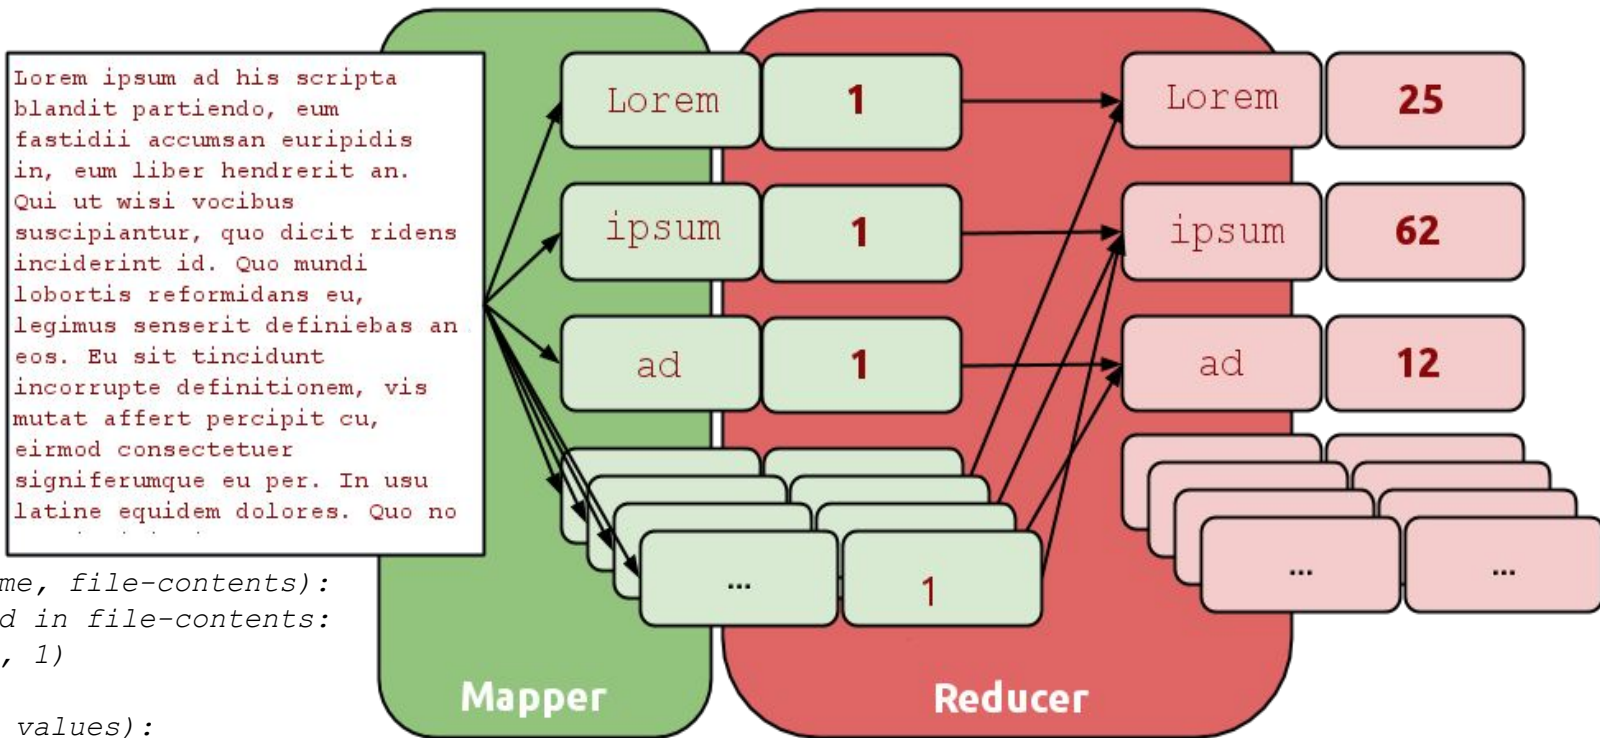 Lorem ipsum ad his scripta
blandit partiendo, eum
fastidii accumsan euripidis
in, eum liber hendrerit an.
Qui ut wisi vocibus
suscipiantur, quo dicit ridens
inciderint id. Quo mundi
lobortis reformidans eu,
legimus senserit definiebas an
eos. Eu sit tincidunt
incorrupte definitionem, vis
mutat affert percipit cu,
eirmod consectetuer
signiferumque eu per. In usu
latine equidem dolores. Quo no
Lorem 1
ipsum 1
ad 1
... 1
Lorem 25
ipsum 62
ad 12
... ...
Mapper
Reducer
me, file-contents):
d in file-contents:
, 1)
values):